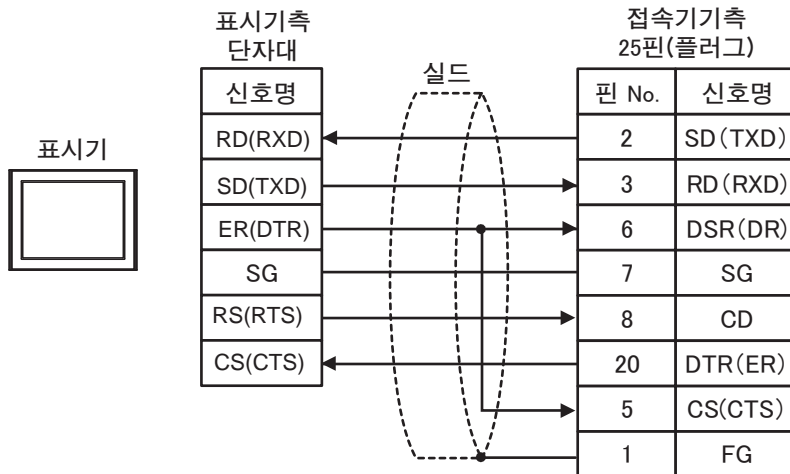 표시기측
단자대
접속기기측
25핀(플러그)
실드
신호명
핀 No.
신호명
표시기
RD(RXD)
2
SD(TXD)
SD(TXD)
3
RD(RXD)
ER(DTR)
6
DSR(DR)
SG
7
SG
RS(RTS)
8
CD
CS(CTS)
20
DTR(ER)
5
CS(CTS)
1
FG